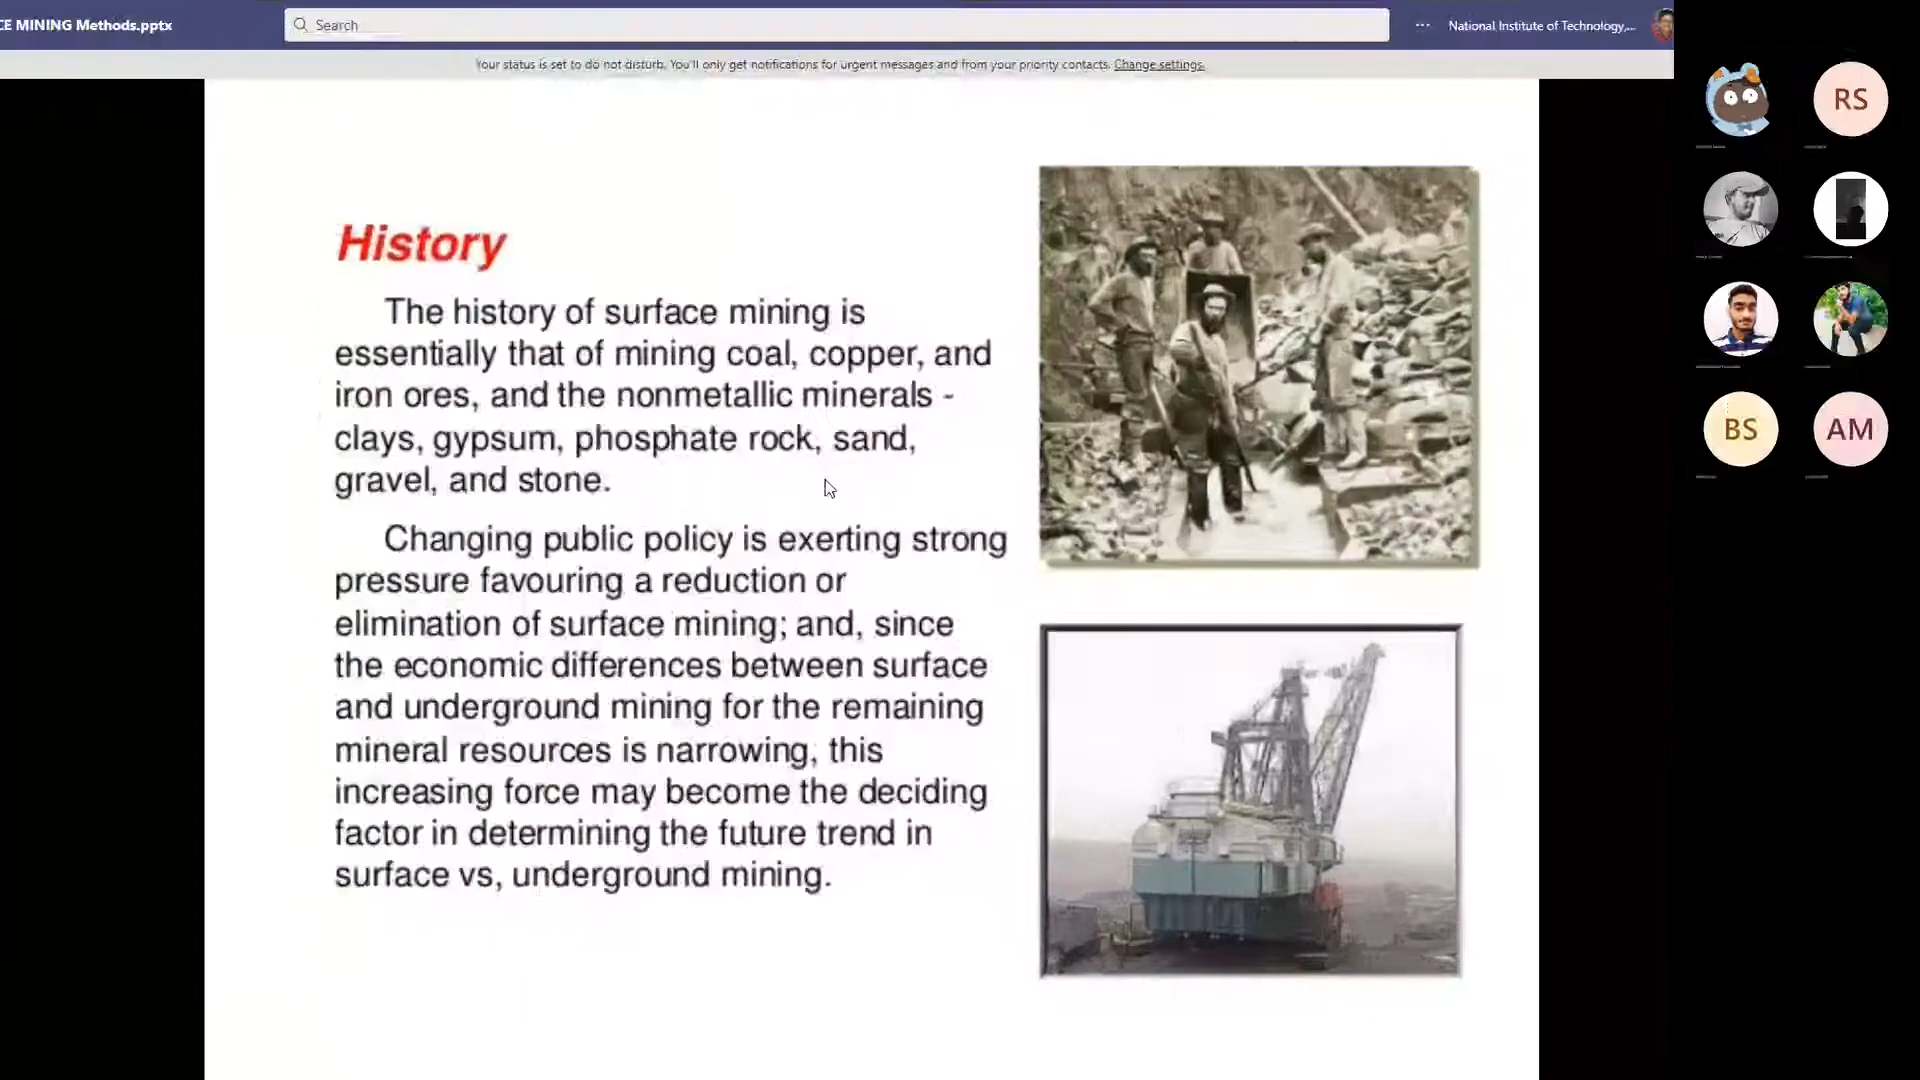 CE MINING Methods.pptx
Search
National Institute of Technology,...
Your status is set to do not disturb. You'll only get notifications for urgent messages and from your priority contacts. Change settings.
RS
BS
AM
History
The history of surface mining is
essentially that of mining coal, copper, and
iron ores, and the nonmetallic minerals -
clays, gypsum, phosphate rock, sand,
gravel, and stone.
Changing public policy is exerting strong
pressure favouring a reduction or
elimination of surface mining; and, since
the economic differences between surface
and underground mining for the remaining
mineral resources is narrowing, this
increasing force may become the deciding
factor in determining the future trend in
surface vs, underground mining.